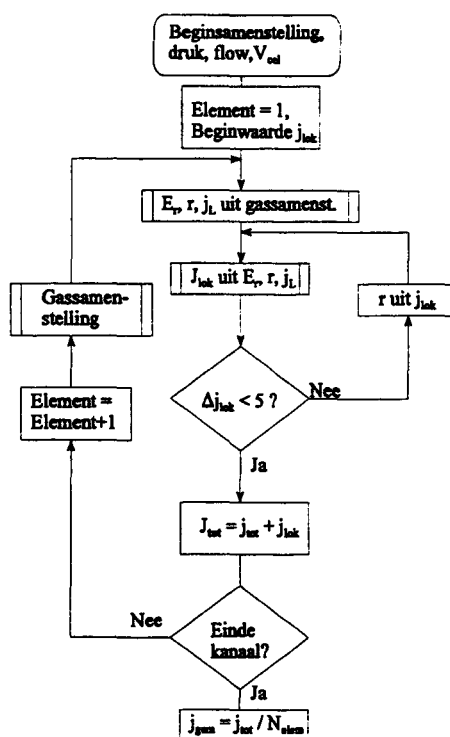 Beginsamenstelling,
druk, flow, V_cel
Element = 1,
Beginwaarde j_lok
E_r, r, j_L uit gassamenst.
J_lok uit E_r, r, j_L
Gassamen-
stelling
r uit j_lok
Element =
Element+1
Δj_lok < 5 ?
Nee
Ja
J_tot = j_tot + j_lok
Nee
Einde
kanaal?
Ja
j_gem = j_tot / N_elem